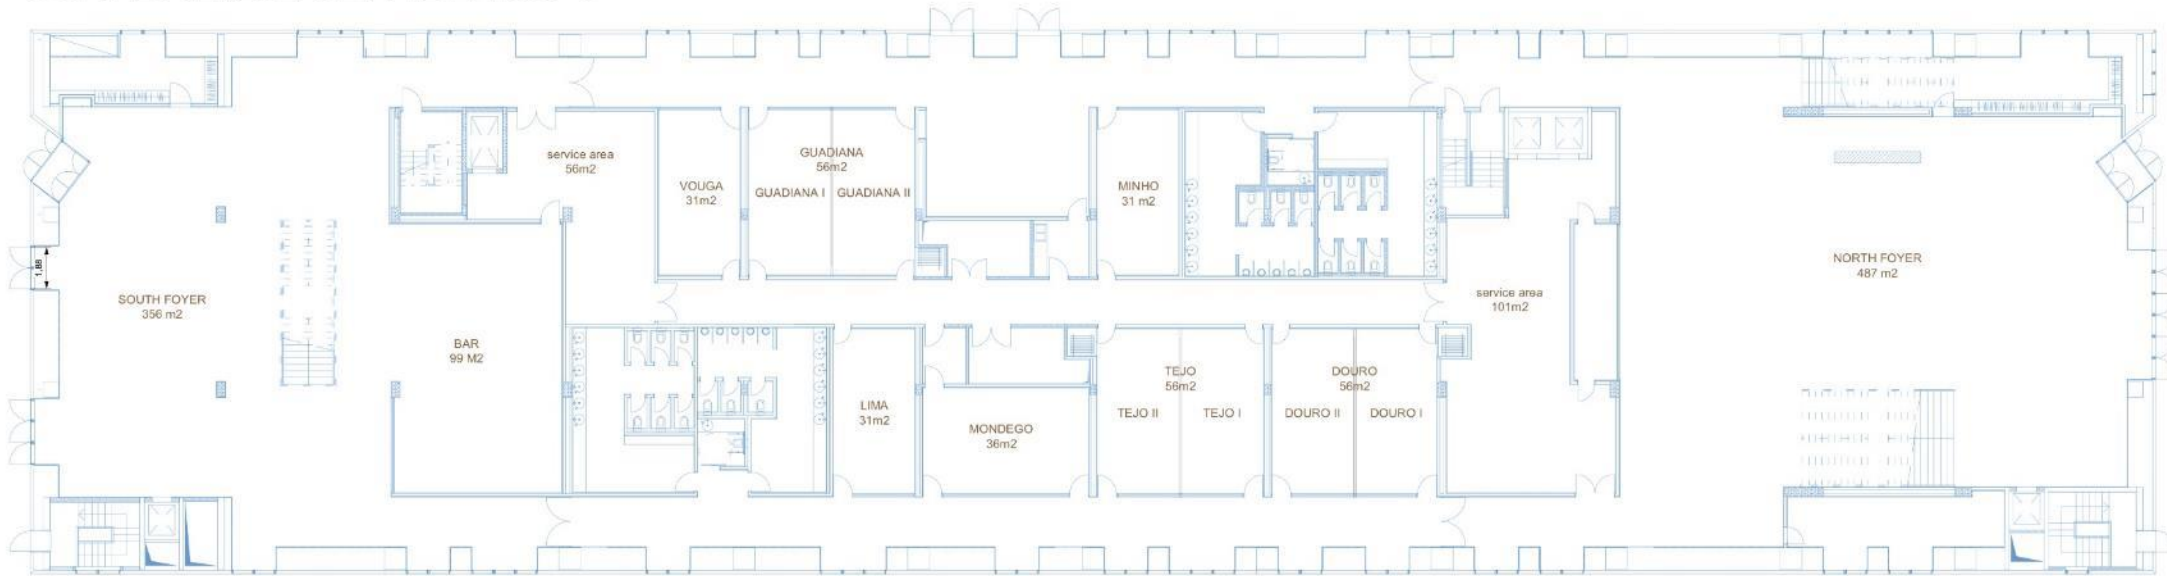 service area
56m2
VOUGA
31m2
GUADIANA
56m2
GUADIANA I
GUADIANA II
MINHO
31 m2
NORTH FOYER
487 m2
1,88
SOUTH FOYER
356 m2
BAR
99 M2
service area
101m2
LIMA
31m2
MONDEGO
36m2
TEJO
56m2
TEJO II
TEJO I
DOURO
56m2
DOURO II
DOURO I